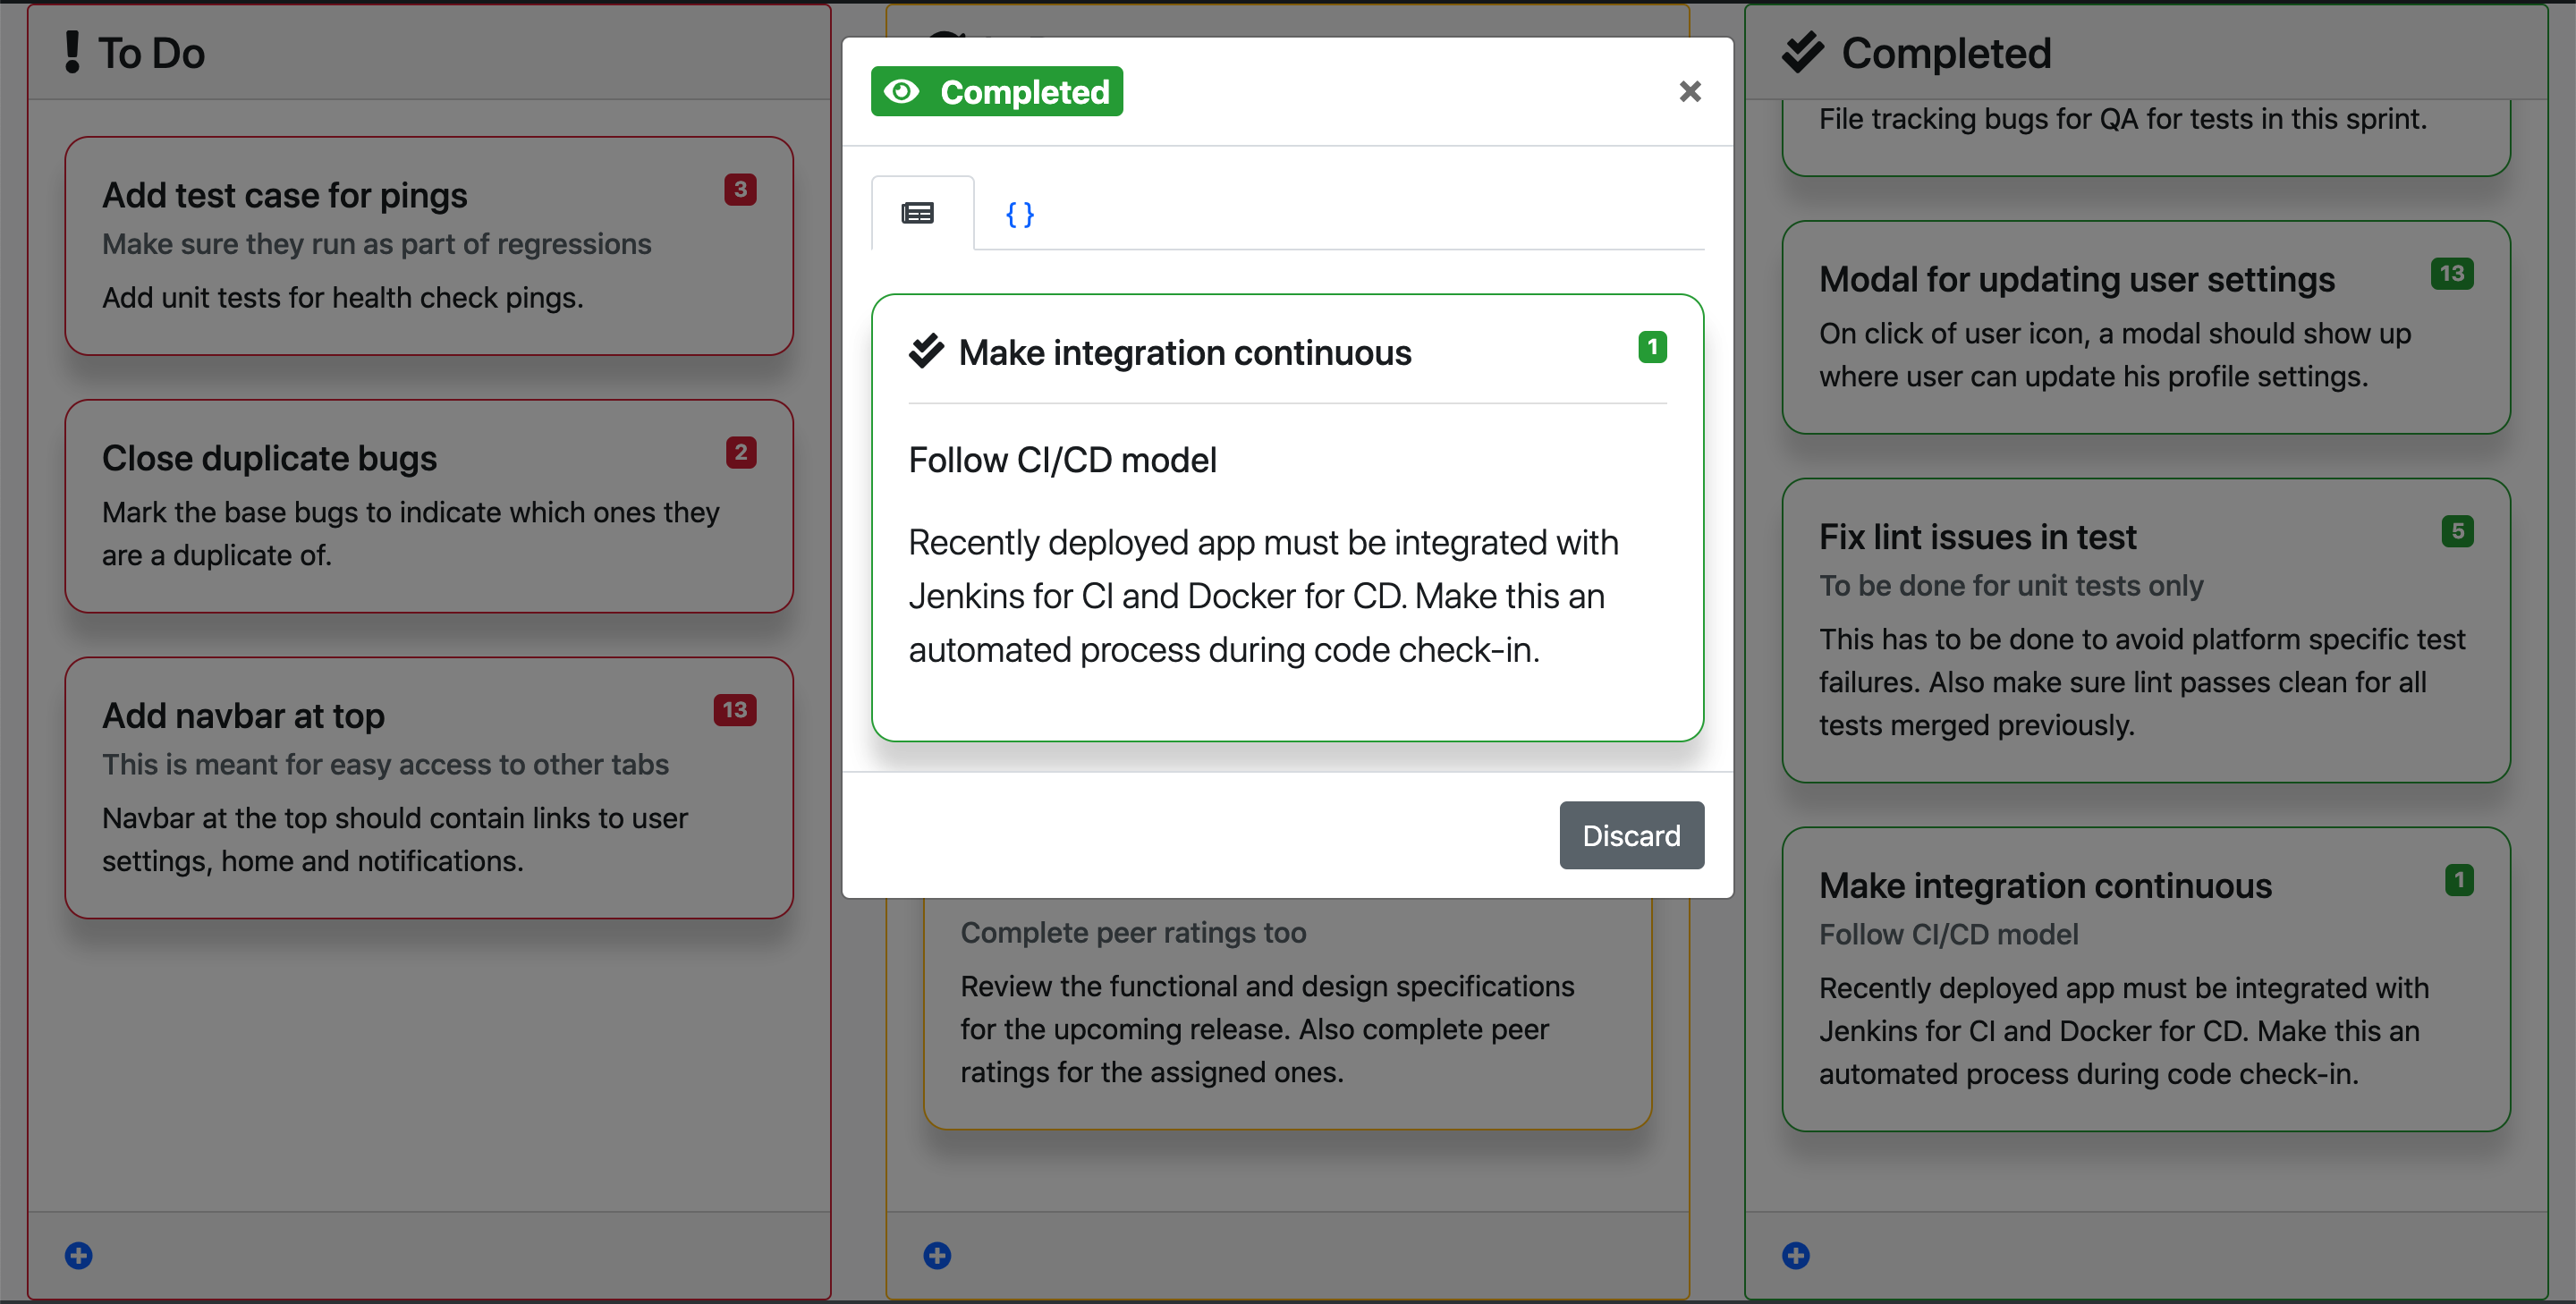 To Do
Add test case for pings
3
Make sure they run as part of regressions
Add unit tests for health check pings.
Close duplicate bugs
2
Mark the base bugs to indicate which ones they
are a duplicate of.
Add navbar at top
13
This is meant for easy access to other tabs
Navbar at the top should contain links to user
settings, home and notifications.
Completed
{ }
Make integration continuous
1
Follow CI/CD model
Recently deployed app must be integrated with
Jenkins for CI and Docker for CD. Make this an
automated process during code check-in.
Discard
Complete peer ratings too
Review the functional and design specifications
for the upcoming release. Also complete peer
ratings for the assigned ones.
Completed
File tracking bugs for QA for tests in this sprint.
Modal for updating user settings
13
On click of user icon, a modal should show up
where user can update his profile settings.
Fix lint issues in test
5
To be done for unit tests only
This has to be done to avoid platform specific test
failures. Also make sure lint passes clean for all
tests merged previously.
Make integration continuous
1
Follow CI/CD model
Recently deployed app must be integrated with
Jenkins for CI and Docker for CD. Make this an
automated process during code check-in.